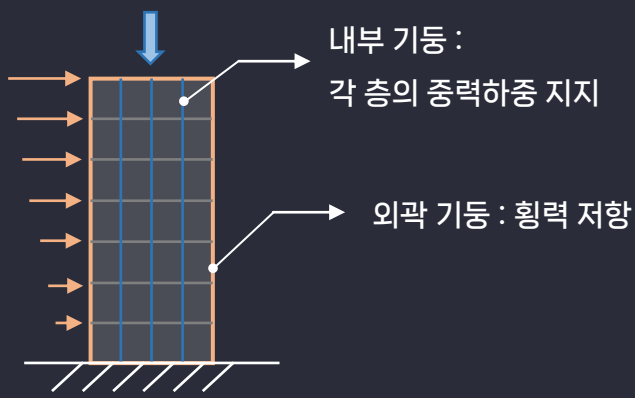 내부 기둥 :
각 층의 중력하중 지지
외곽 기둥 : 횡력 저항